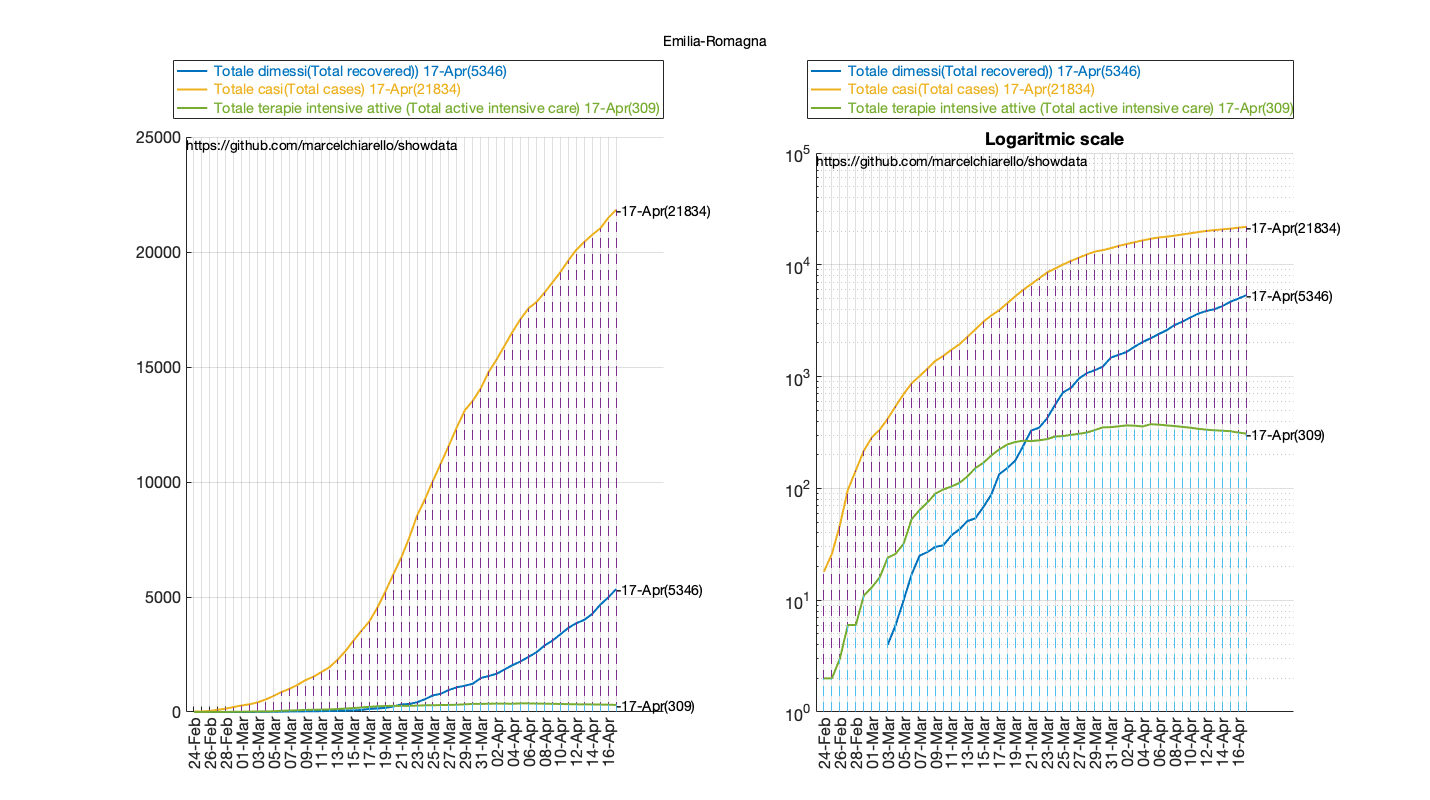 Emilia-Romagna
Totale dimessi(Total recovered)) 17-Apr(5346)
Totale casi(Total cases) 17-Apr(21834)
Totale terapie intensive attive (Total active intensive care) 17-Apr(309)
25000
https://github.com/marcelchiarello/showdata
20000
15000
10000
5000
0
-17-Apr(21834)
-17-Apr(5346)
-17-Apr(309)
24-Feb
26-Feb
28-Feb
01-Mar
03-Mar
05-Mar
07-Mar
09-Mar
11-Mar
13-Mar
15-Mar
17-Mar
19-Mar
21-Mar
23-Mar
25-Mar
27-Mar
29-Mar
31-Mar
02-Apr
04-Apr
06-Apr
08-Apr
10-Apr
12-Apr
14-Apr
16-Apr
Totale dimessi(Total recovered)) 17-Apr(5346)
Totale casi(Total cases) 17-Apr(21834)
Totale terapie intensive attive (Total active intensive care) 17-Apr(309)
Logaritmic scale
10^5
https://github.com/marcelchiarello/showdata
10^4
10^3
10^2
10^1
10^0
-17-Apr(21834)
-17-Apr(5346)
-17-Apr(309)
24-Feb
26-Feb
28-Feb
01-Mar
03-Mar
05-Mar
07-Mar
09-Mar
11-Mar
13-Mar
15-Mar
17-Mar
19-Mar
21-Mar
23-Mar
25-Mar
27-Mar
29-Mar
31-Mar
02-Apr
04-Apr
06-Apr
08-Apr
10-Apr
12-Apr
14-Apr
16-Apr